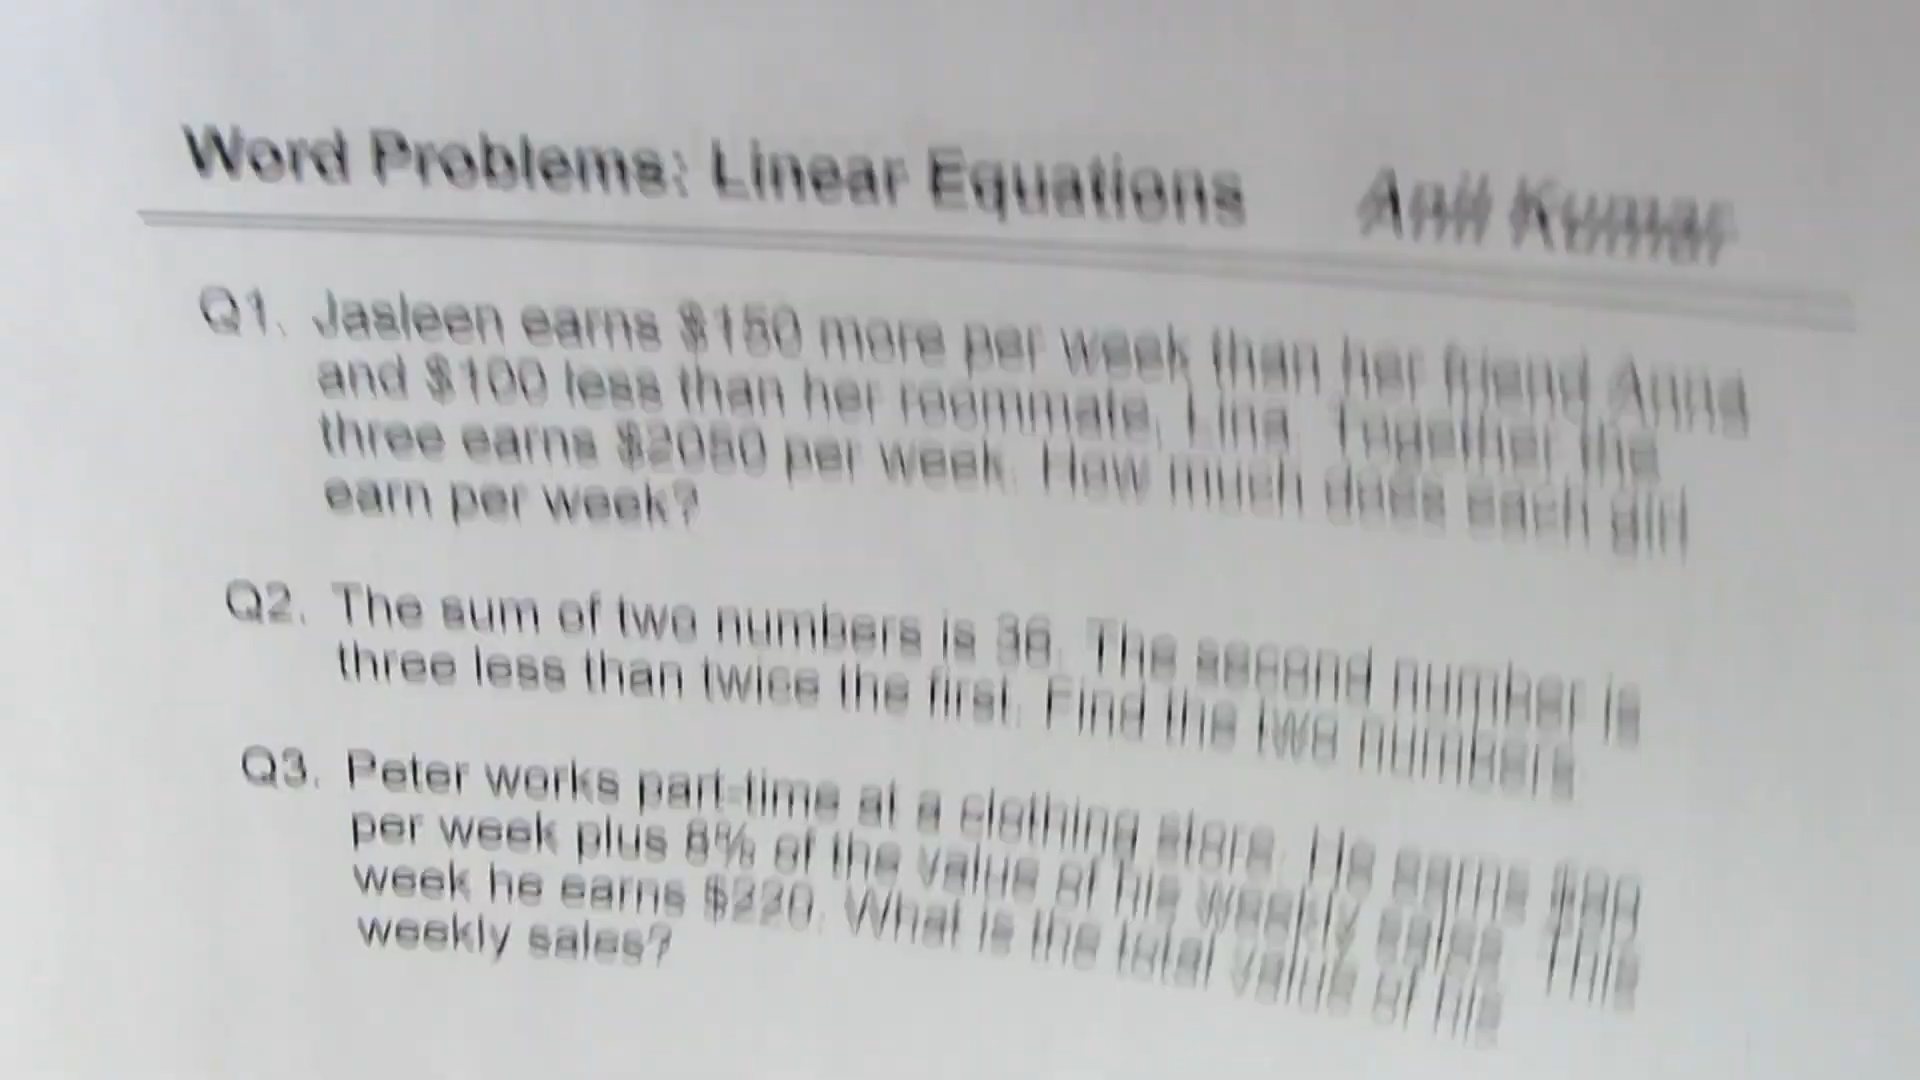 Word Problems: Linear Equations Anil Kumar
Q1. Jasleen earns $150 more per week than her friend Anna
and $100 less than her roommate, Lina. Together the
three earns $2050 per week. How much does each girl
earn per week?
Q2. The sum of two numbers is 36. The second number is
three less than twice the first. Find the two numbers.
Q3. Peter works part-time at a clothing store. He earns
per week plus 8% of the value of his weekly sales. This
week he earns $220. What is the total value of his
weekly sales?